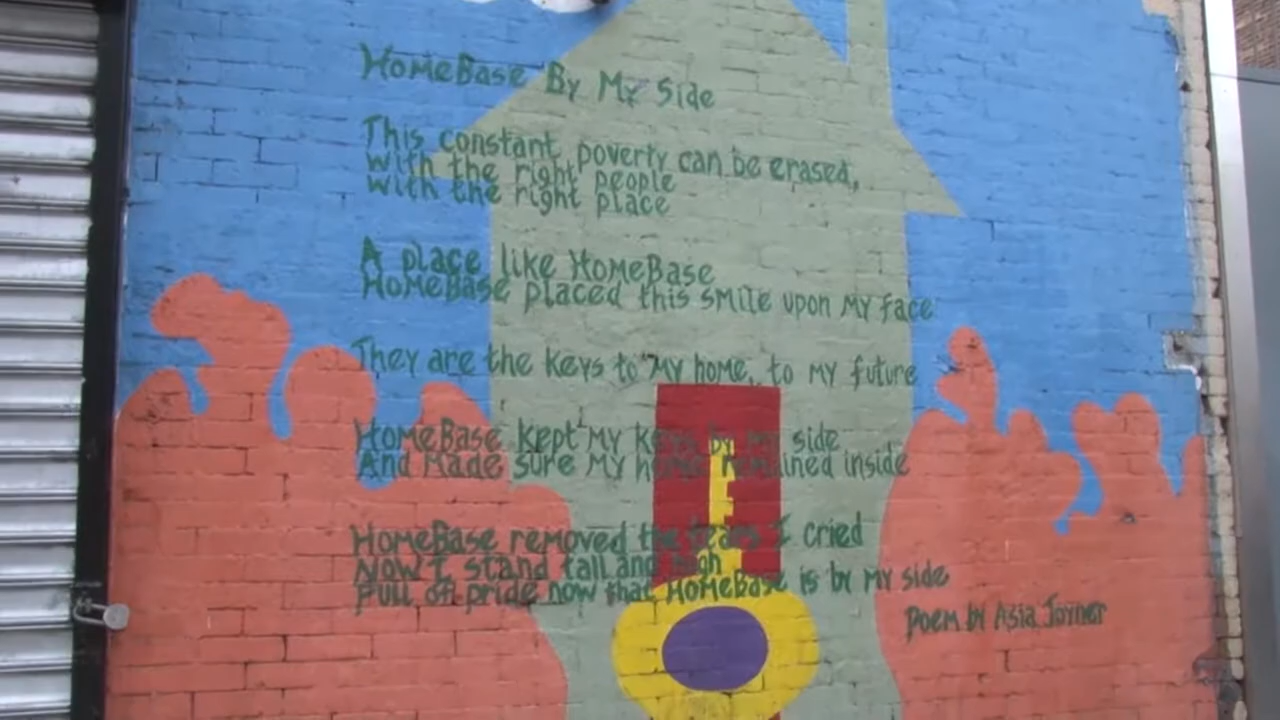 HomeBase By My Side
This constant poverty can be erased,
with the right people
with the right place
A place like HomeBase
HomeBase placed this smile upon my face
They are the keys to my home, to my future
HomeBase kept my keys by my side
And made sure my home remained inside
HomeBase removed the tears I cried
Now I stand tall and high
Full of pride now that HomeBase is by my side
Poem by Asia Joyner